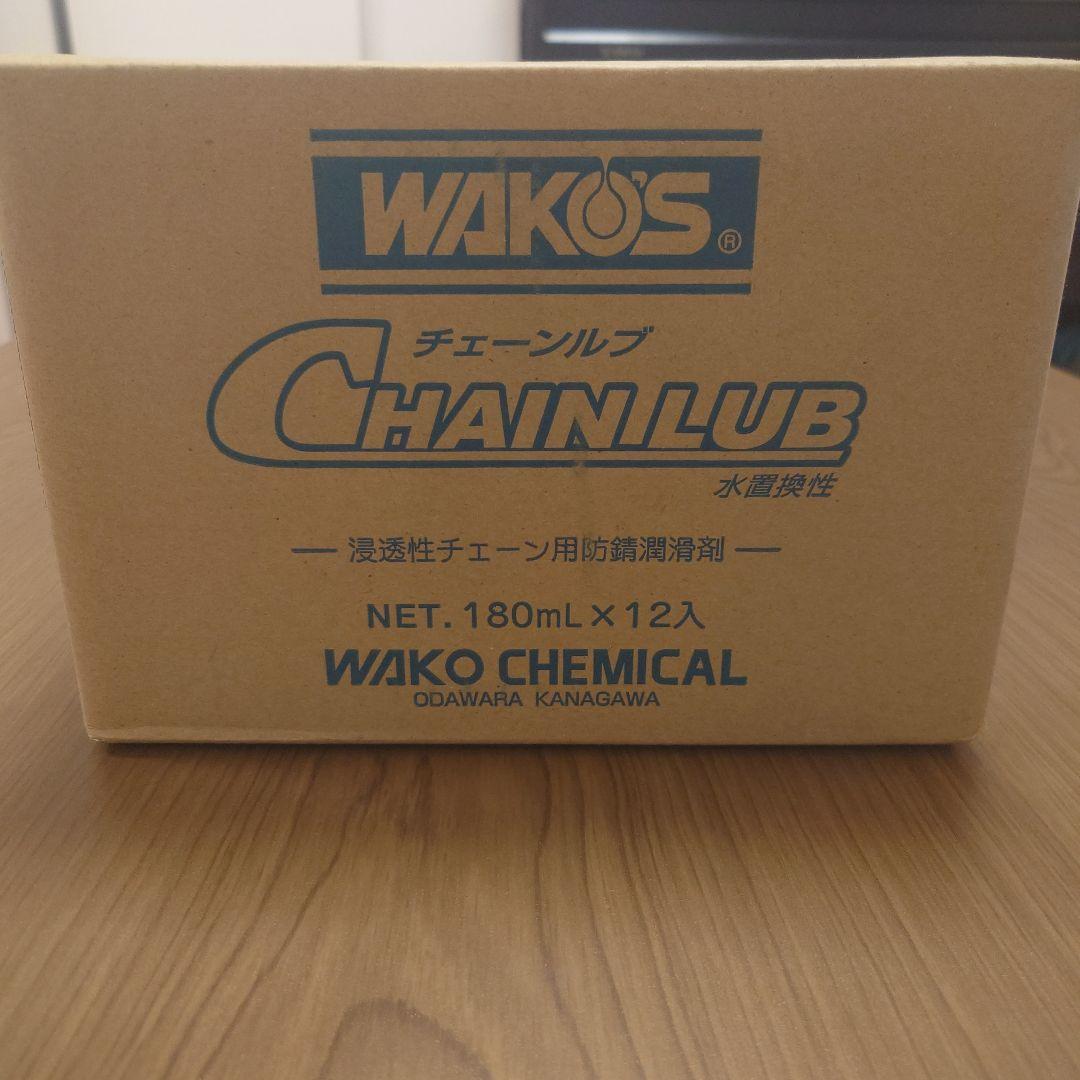 WAKO'S®
チェーンルブ
CHAIN LUB
水置換性
— 浸透性チェーン用防錆潤滑剤 —
NET. 180mL×12入
WAKO CHEMICAL
ODAWARA KANAGAWA